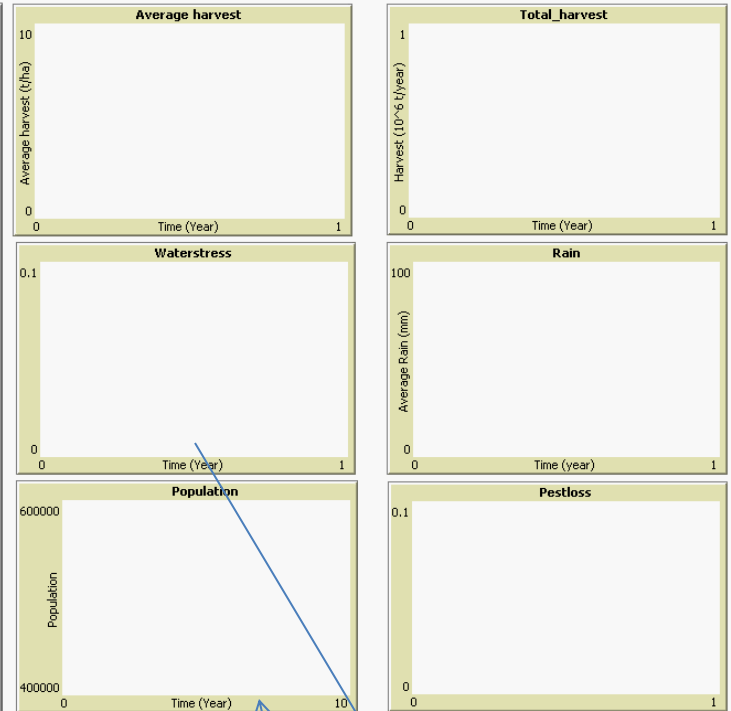 Average harvest
10
Average harvest (t/ha)
0
0 Time (Year) 1
Total_harvest
1
Harvest (10^6 t/year)
0
0 Time (Year) 1
Waterstress
0.1
0
0 Time (Year) 1
Rain
100
Average Rain (mm)
0
0 Time (year) 1
Population
600000
Population
400000
0 Time (Year) 10
Pestloss
0.1
0
0 1